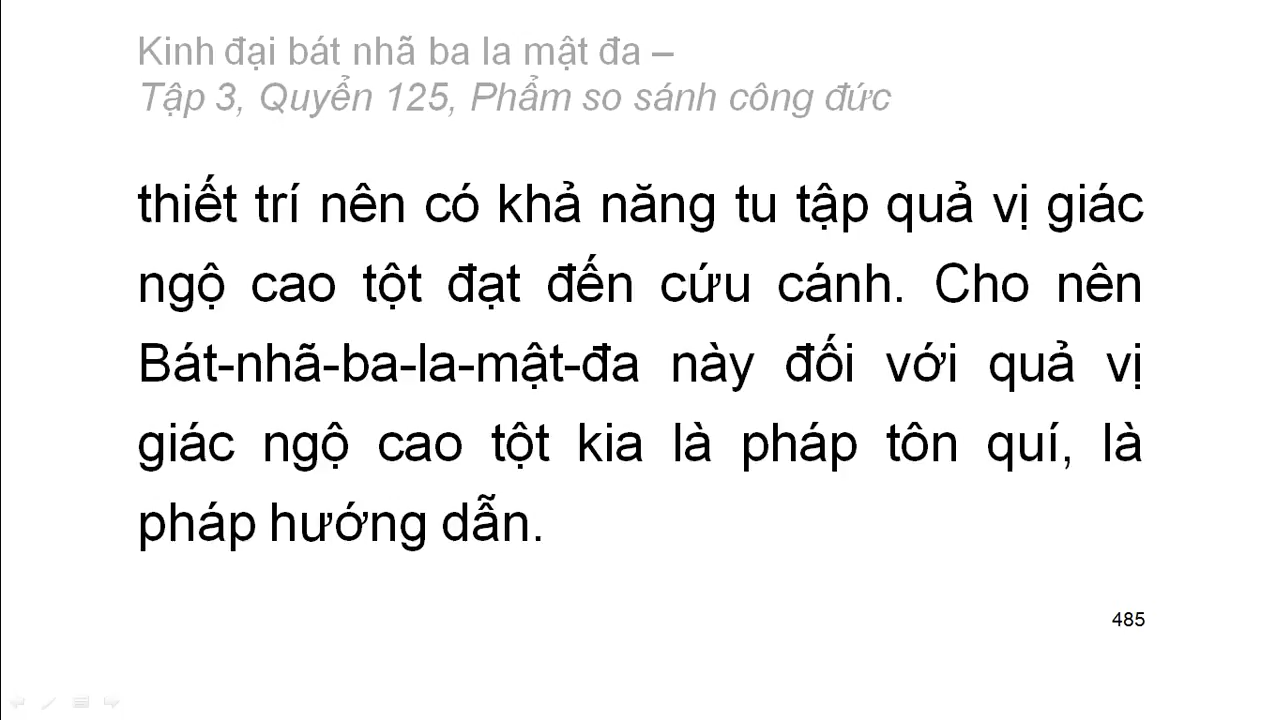 Kinh đại bát nhã ba la mật đa –
Tập 3, Quyển 125, Phẩm so sánh công đức
thiết trí nên có khả năng tu tập quả vị giác
ngộ cao tột đạt đến cứu cánh. Cho nên
Bát-nhã-ba-la-mật-đa này đối với quả vị
giác ngộ cao tột kia là pháp tôn quí, là
pháp hướng dẫn.
485